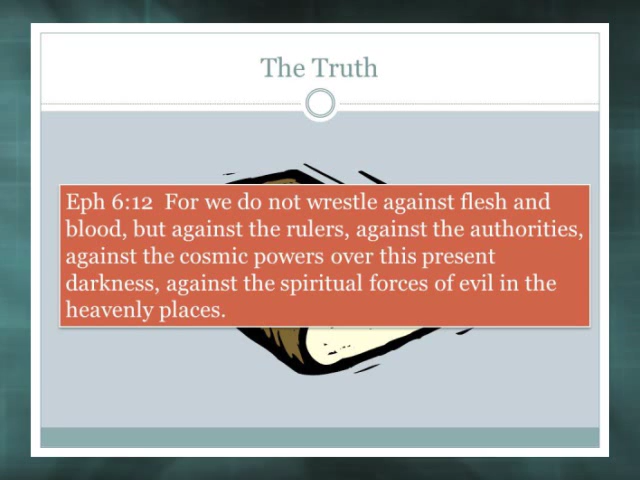 The Truth
Eph 6:12  For we do not wrestle against flesh and
blood, but against the rulers, against the authorities,
against the cosmic powers over this present
darkness, against the spiritual forces of evil in the
heavenly places.